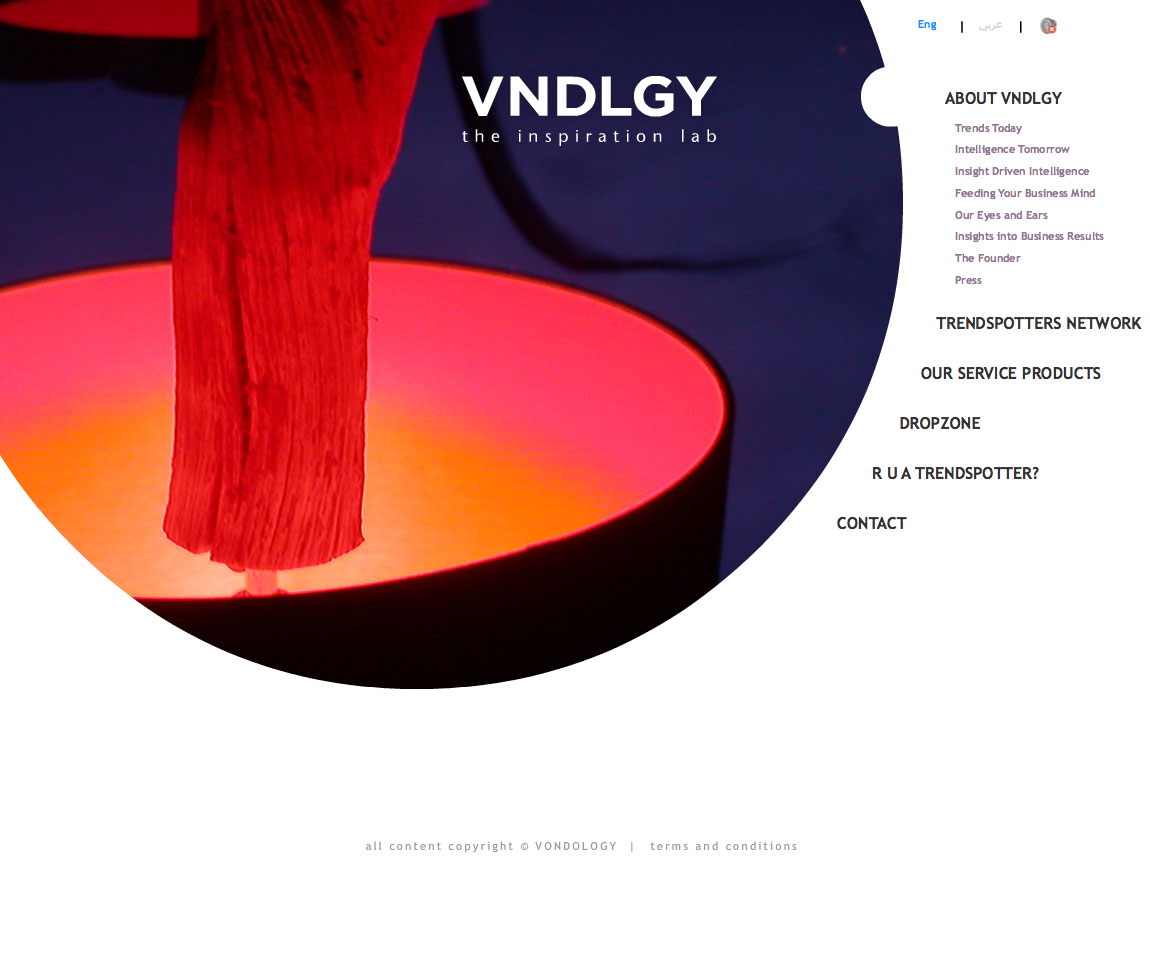 Eng | عربي |
VNDLGY
the inspiration lab
ABOUT VNDLGY
Trends Today
Intelligence Tomorrow
Insight Driven Intelligence
Feeding Your Business Mind
Our Eyes and Ears
Insights into Business Results
The Founder
Press
TRENDSPOTTERS NETWORK
OUR SERVICE PRODUCTS
DROPZONE
R U A TRENDSPOTTER?
CONTACT
all content copyright © VONDOLOGY | terms and conditions